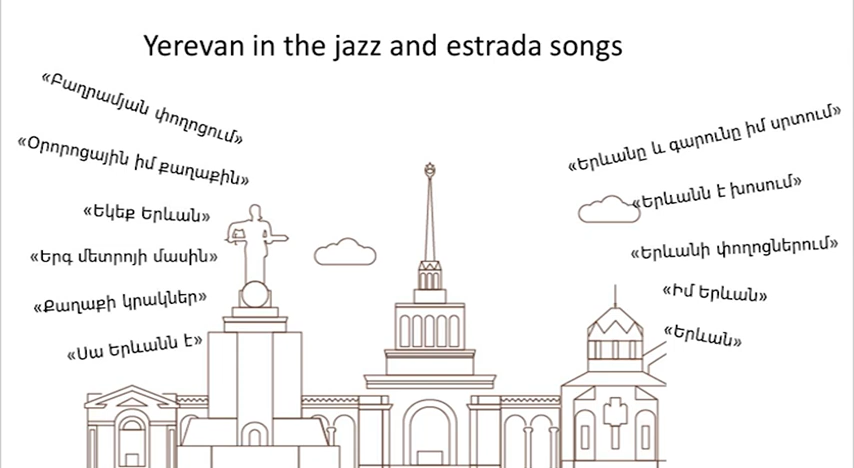 Yerevan in the jazz and estrada songs
«Բաղրամյան փողոցում»
«Օրորոցային իմ քաղաքին»
«Եկեք Երևան»
«Երգ մետրոյի մասին»
«Քաղաքի կրակներ»
«Սա Երևանն է»
«Երևանը և գարունը իմ սրտում»
«Երևանն է խոսում»
«Երևանի փողոցներում»
«Իմ Երևան»
«Երևան»